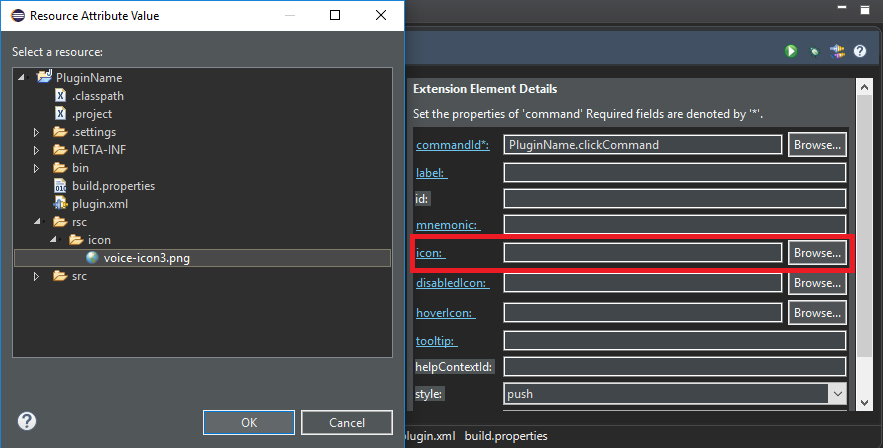 Resource Attribute Value
Select a resource:
PluginName
.classpath
.project
.settings
META-INF
bin
build.properties
plugin.xml
rsc
icon
voice-icon3.png
src
OK
Cancel
Extension Element Details
Set the properties of 'command' Required fields are denoted by '*'.
commandId*: PluginName.clickCommand Browse...
label:
id:
mnemonic:
icon: Browse...
disabledIcon: Browse...
hoverIcon: Browse...
tooltip:
helpContextId:
style: push
lugin.xml build.properties